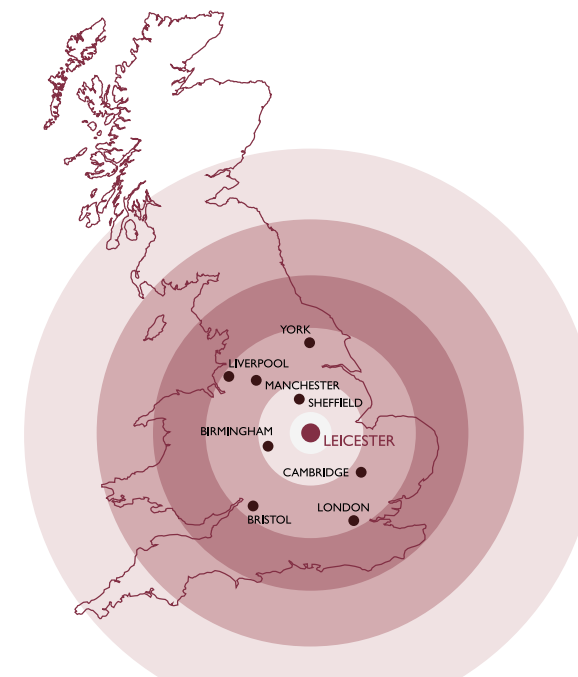 YORK
LIVERPOOL
MANCHESTER
SHEFFIELD
BIRMINGHAM
LEICESTER
CAMBRIDGE
LONDON
BRISTOL